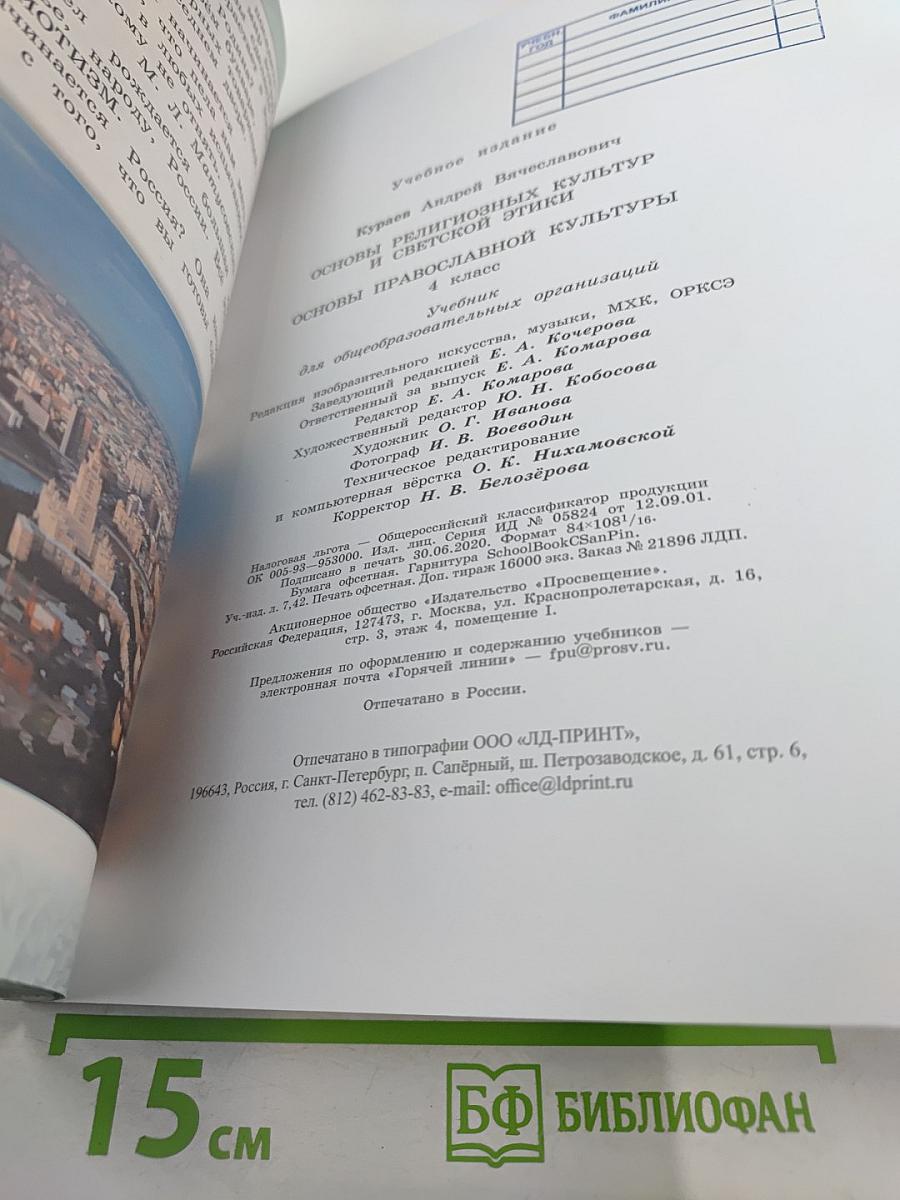 УЧЕБН.
ГОД
Учебное издание
Кураев Андрей Вячеславович
ОСНОВЫ РЕЛИГИОЗНЫХ КУЛЬТУР
И СВЕТСКОЙ ЭТИКИ
ОСНОВЫ ПРАВОСЛАВНОЙ КУЛЬТУРЫ
4 класс
Учебник
для общеобразовательных организаций
Редакция изобразительного искусства, музыки, МХК, ОРКСЭ
Заведующий редакцией Е. А. Кочерова
Ответственный за выпуск Е. А. Комарова
Редактор Е. А. Комарова
Художественный редактор Ю. Н. Кобосова
Художник О. Г. Иванова
Фотограф И. В. Воеводин
Техническое редактирование
и компьютерная вёрстка О. К. Нихамовской
Корректор Н. В. Белозёрова
Налоговая льгота — Общероссийский классификатор продукции
ОК 005-93—953000. Изд. лиц. Серия ИД № 05824 от 12.09.01.
Подписано в печать 30.06.2020. Формат 84×108¹/₁₆.
Бумага офсетная. Гарнитура SchoolBookCSanPin.
Уч.-изд. л. 7,42. Печать офсетная. Доп. тираж 16000 экз. Заказ № 21896 ЛДП.
Акционерное общество «Издательство «Просвещение».
Российская Федерация, 127473, г. Москва, ул. Краснопролетарская, д. 16,
стр. 3, этаж 4, помещение I.
Предложения по оформлению и содержанию учебников —
электронная почта «Горячей линии» — fpu@prosv.ru.
Отпечатано в России.
Отпечатано в типографии ООО «ЛД-ПРИНТ»,
196643, Россия, г. Санкт-Петербург, п. Сапёрный, ш. Петрозаводское, д. 61, стр. 6,
тел. (812) 462-83-83, e-mail: office@ldprint.ru
15 см
БФ БИБЛИОФАН